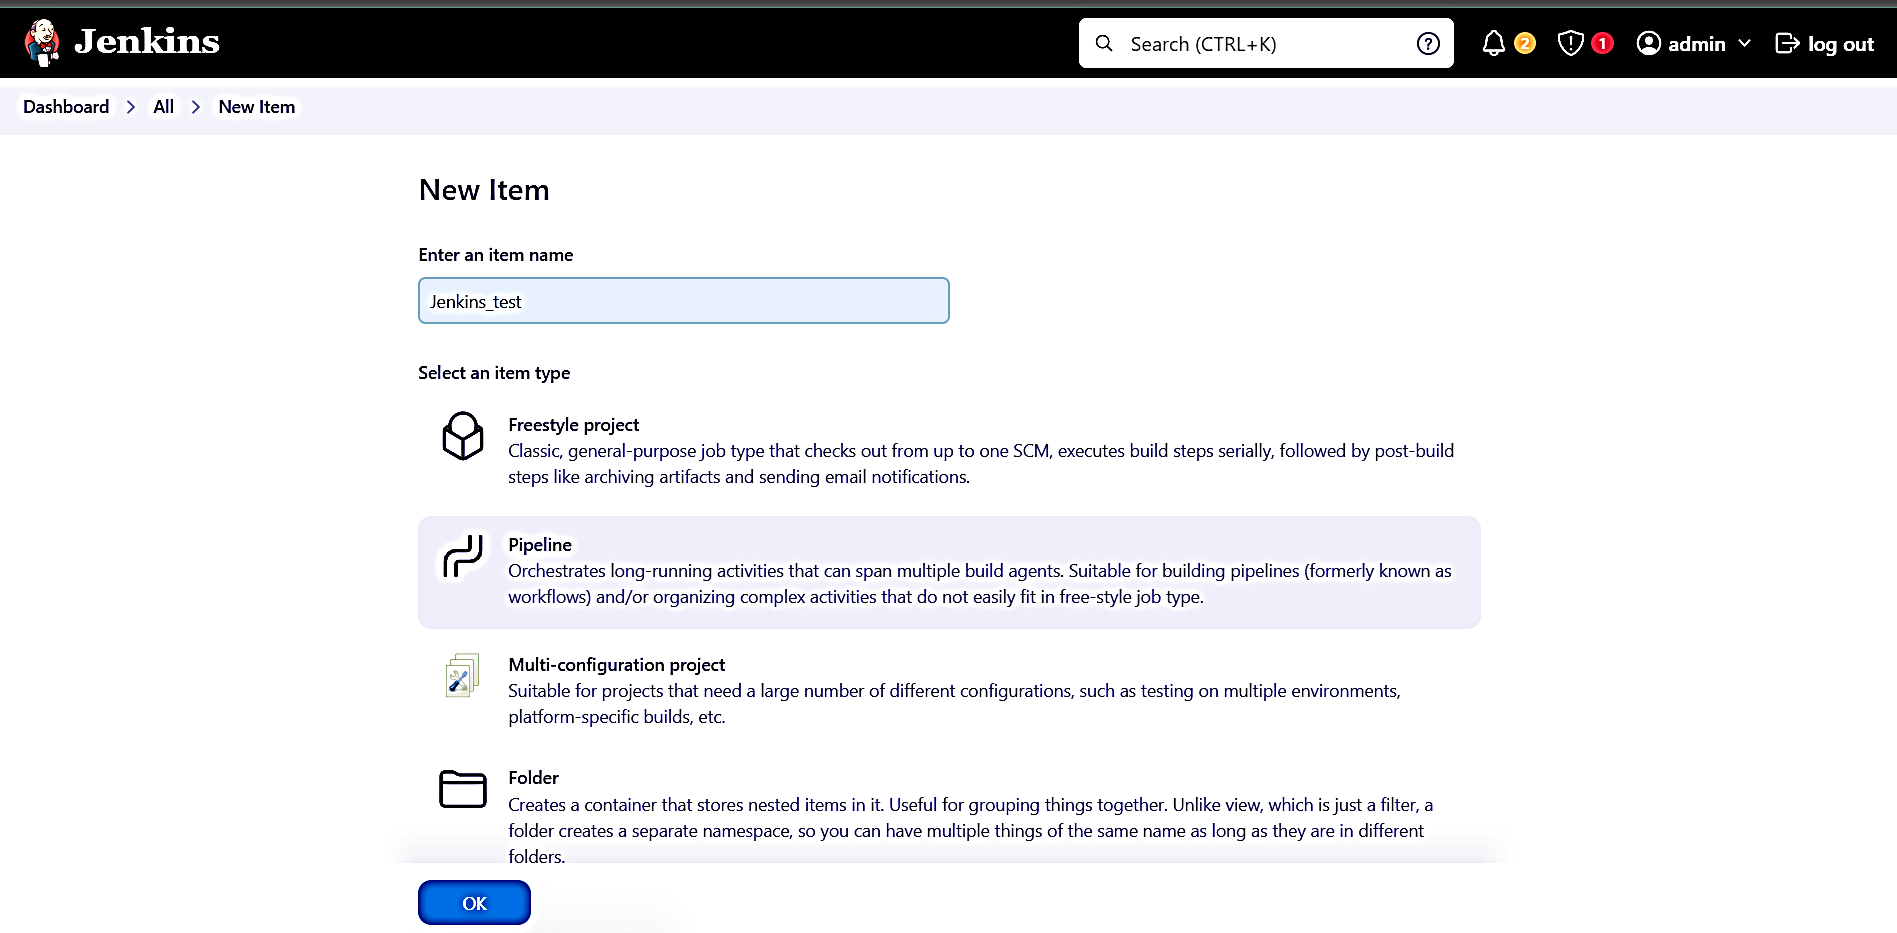 Jenkins
Search (CTRL+K)
2
1
admin
log out
Dashboard > All > New Item
New Item
Enter an item name
Jenkins_test
Select an item type
Freestyle project
Classic, general-purpose job type that checks out from up to one SCM, executes build steps serially, followed by post-build
steps like archiving artifacts and sending email notifications.
Pipeline
Orchestrates long-running activities that can span multiple build agents. Suitable for building pipelines (formerly known as
workflows) and/or organizing complex activities that do not easily fit in free-style job type.
Multi-configuration project
Suitable for projects that need a large number of different configurations, such as testing on multiple environments,
platform-specific builds, etc.
Folder
Creates a container that stores nested items in it. Useful for grouping things together. Unlike view, which is just a filter, a
folder creates a separate namespace, so you can have multiple things of the same name as long as they are in different
folders.
OK